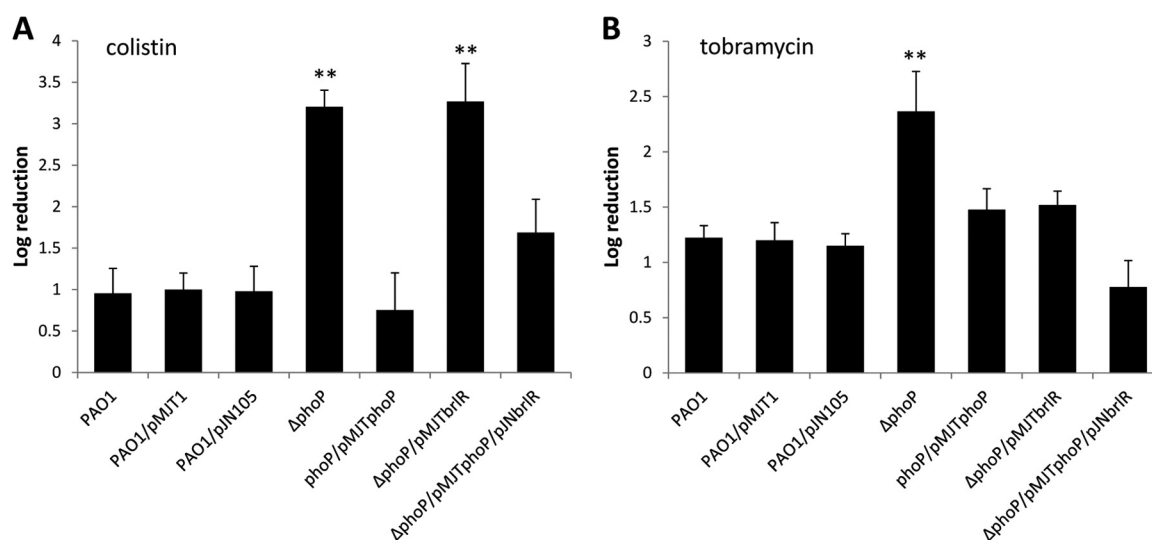 A
colistin
**
**
Log reduction
4
3.5
3
2.5
2
1.5
1
0.5
0
PAO1
PAO1/pMJT1
PAO1/pJN105
ΔphoP
phoP/pMJTphoP
ΔphoP/pMJTbrlR
ΔphoP/pMJTphoP/pJNbrlR
B
tobramycin
**
Log reduction
3
2.5
2
1.5
1
0.5
0
PAO1
PAO1/pMJT1
PAO1/pJN105
ΔphoP
phoP/pMJTphoP
ΔphoP/pMJTbrlR
ΔphoP/pMJTphoP/pJNbrlR